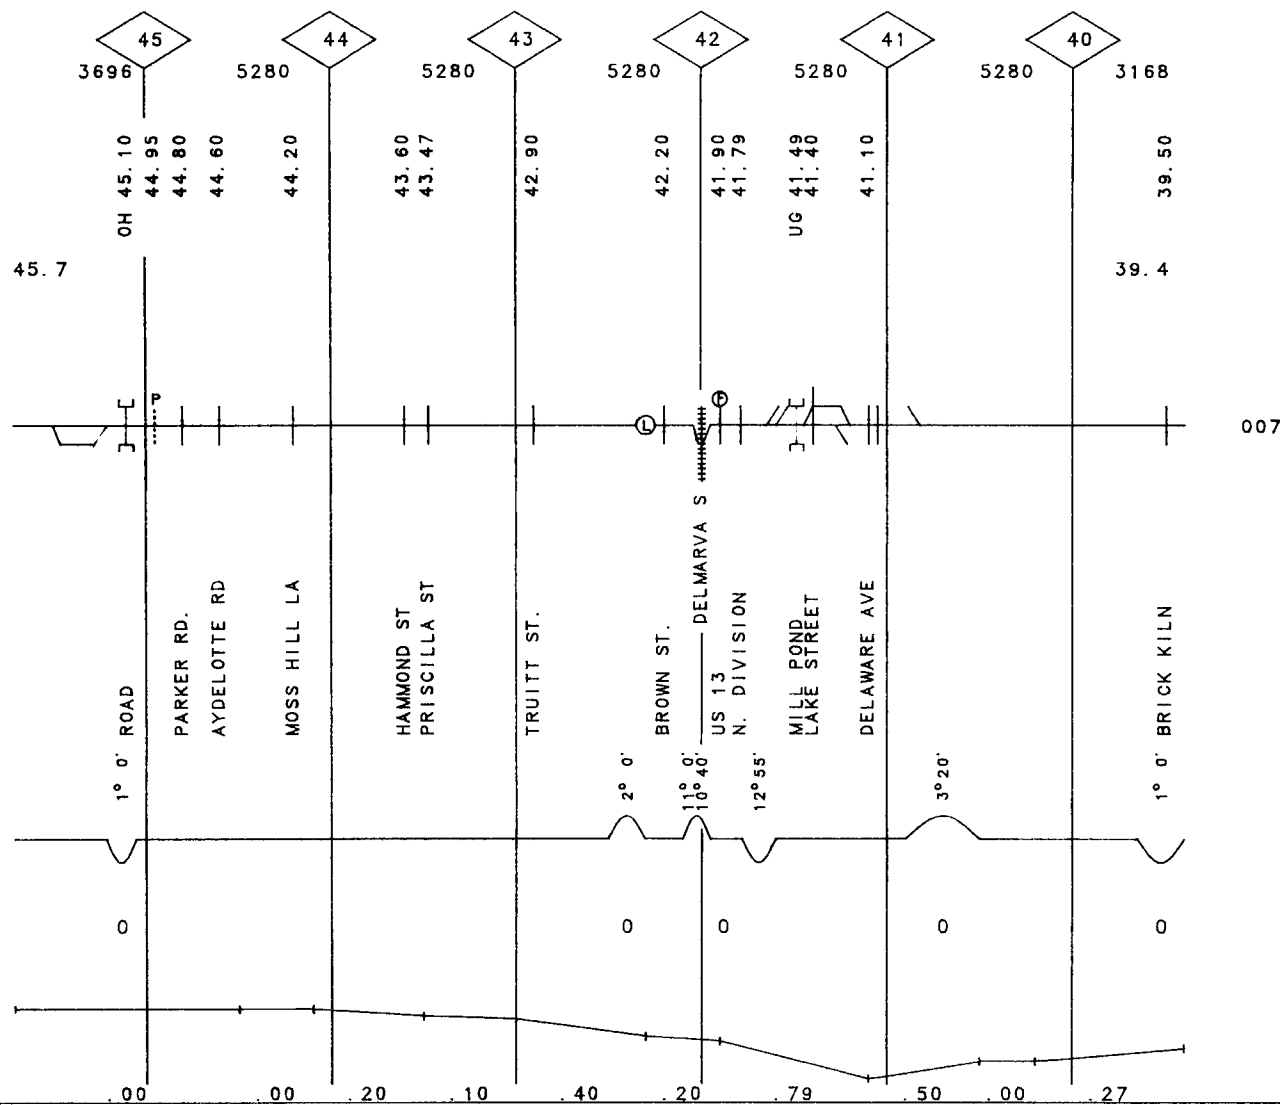 45 44 43 42 41 40
3696 5280 5280 5280 5280 5280 3168
OH 45.10
44.95
44.80
44.60
44.20
43.60
43.47
42.90
42.20
41.90
41.79
UG 41.49
41.40
41.10
39.50
45.7
39.4
P
L
007
ROAD
PARKER RD.
AYDELOTTE RD
MOSS HILL LA
HAMMOND ST
PRISCILLA ST
TRUITT ST.
BROWN ST.
DELMARVA S
US 13
N. DIVISION
MILL POND
LAKE STREET
DELAWARE AVE
BRICK KILN
1° 0'
2° 0'
11° 0'
10°40'
12°55'
3°20'
1° 0'
0 0 0 0 0
.00 .00 .20 .10 .40 .20 .79 .50 .00 .27